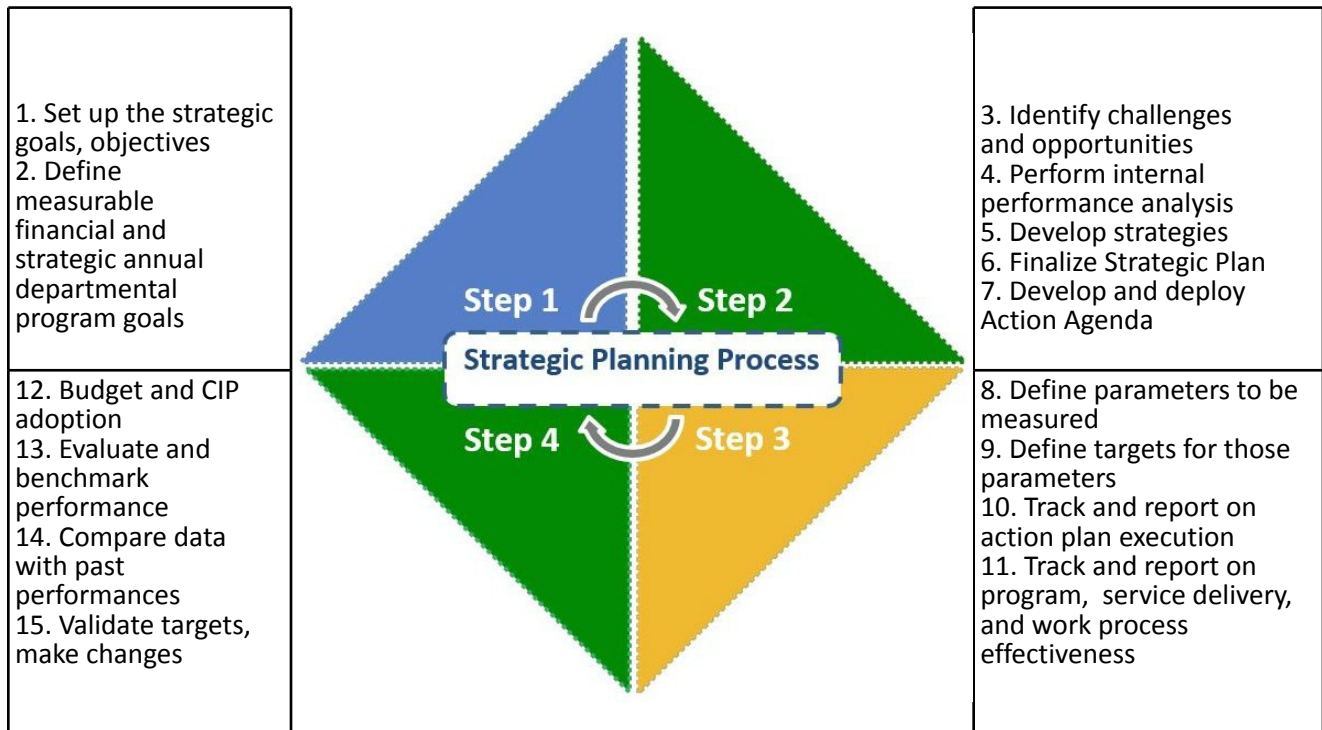 1. Set up the strategic
goals, objectives
2. Define
measurable
financial and
strategic annual
departmental
program goals
Step 1
Step 2
Strategic Planning Process
Step 4
Step 3
3. Identify challenges
and opportunities
4. Perform internal
performance analysis
5. Develop strategies
6. Finalize Strategic Plan
7. Develop and deploy
Action Agenda
12. Budget and CIP
adoption
13. Evaluate and
benchmark
performance
14. Compare data
with past
performances
15. Validate targets,
make changes
8. Define parameters to be
measured
9. Define targets for those
parameters
10. Track and report on
action plan execution
11. Track and report on
program, service delivery,
and work process
effectiveness